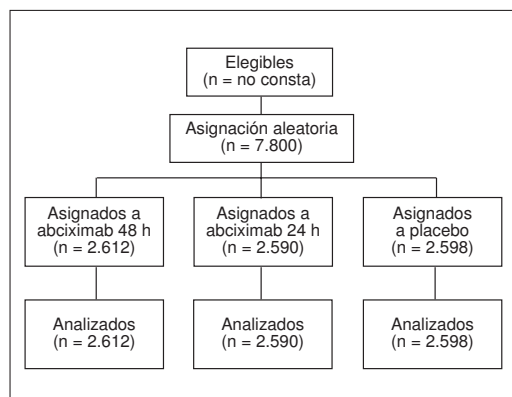 Elegibles
(n = no consta)
Asignación aleatoria
(n = 7.800)
Asignados a
abciximab 48 h
(n = 2.612)
Asignados a
abciximab 24 h
(n = 2.590)
Asignados
a placebo
(n = 2.598)
Analizados
(n = 2.612)
Analizados
(n = 2.590)
Analizados
(n = 2.598)